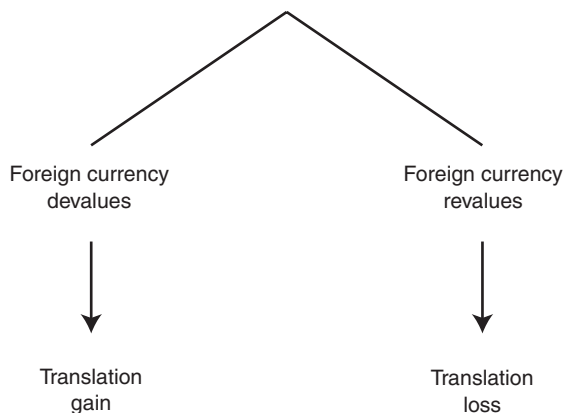 Foreign currency
devalues
Foreign currency
revalues
Translation
gain
Translation
loss